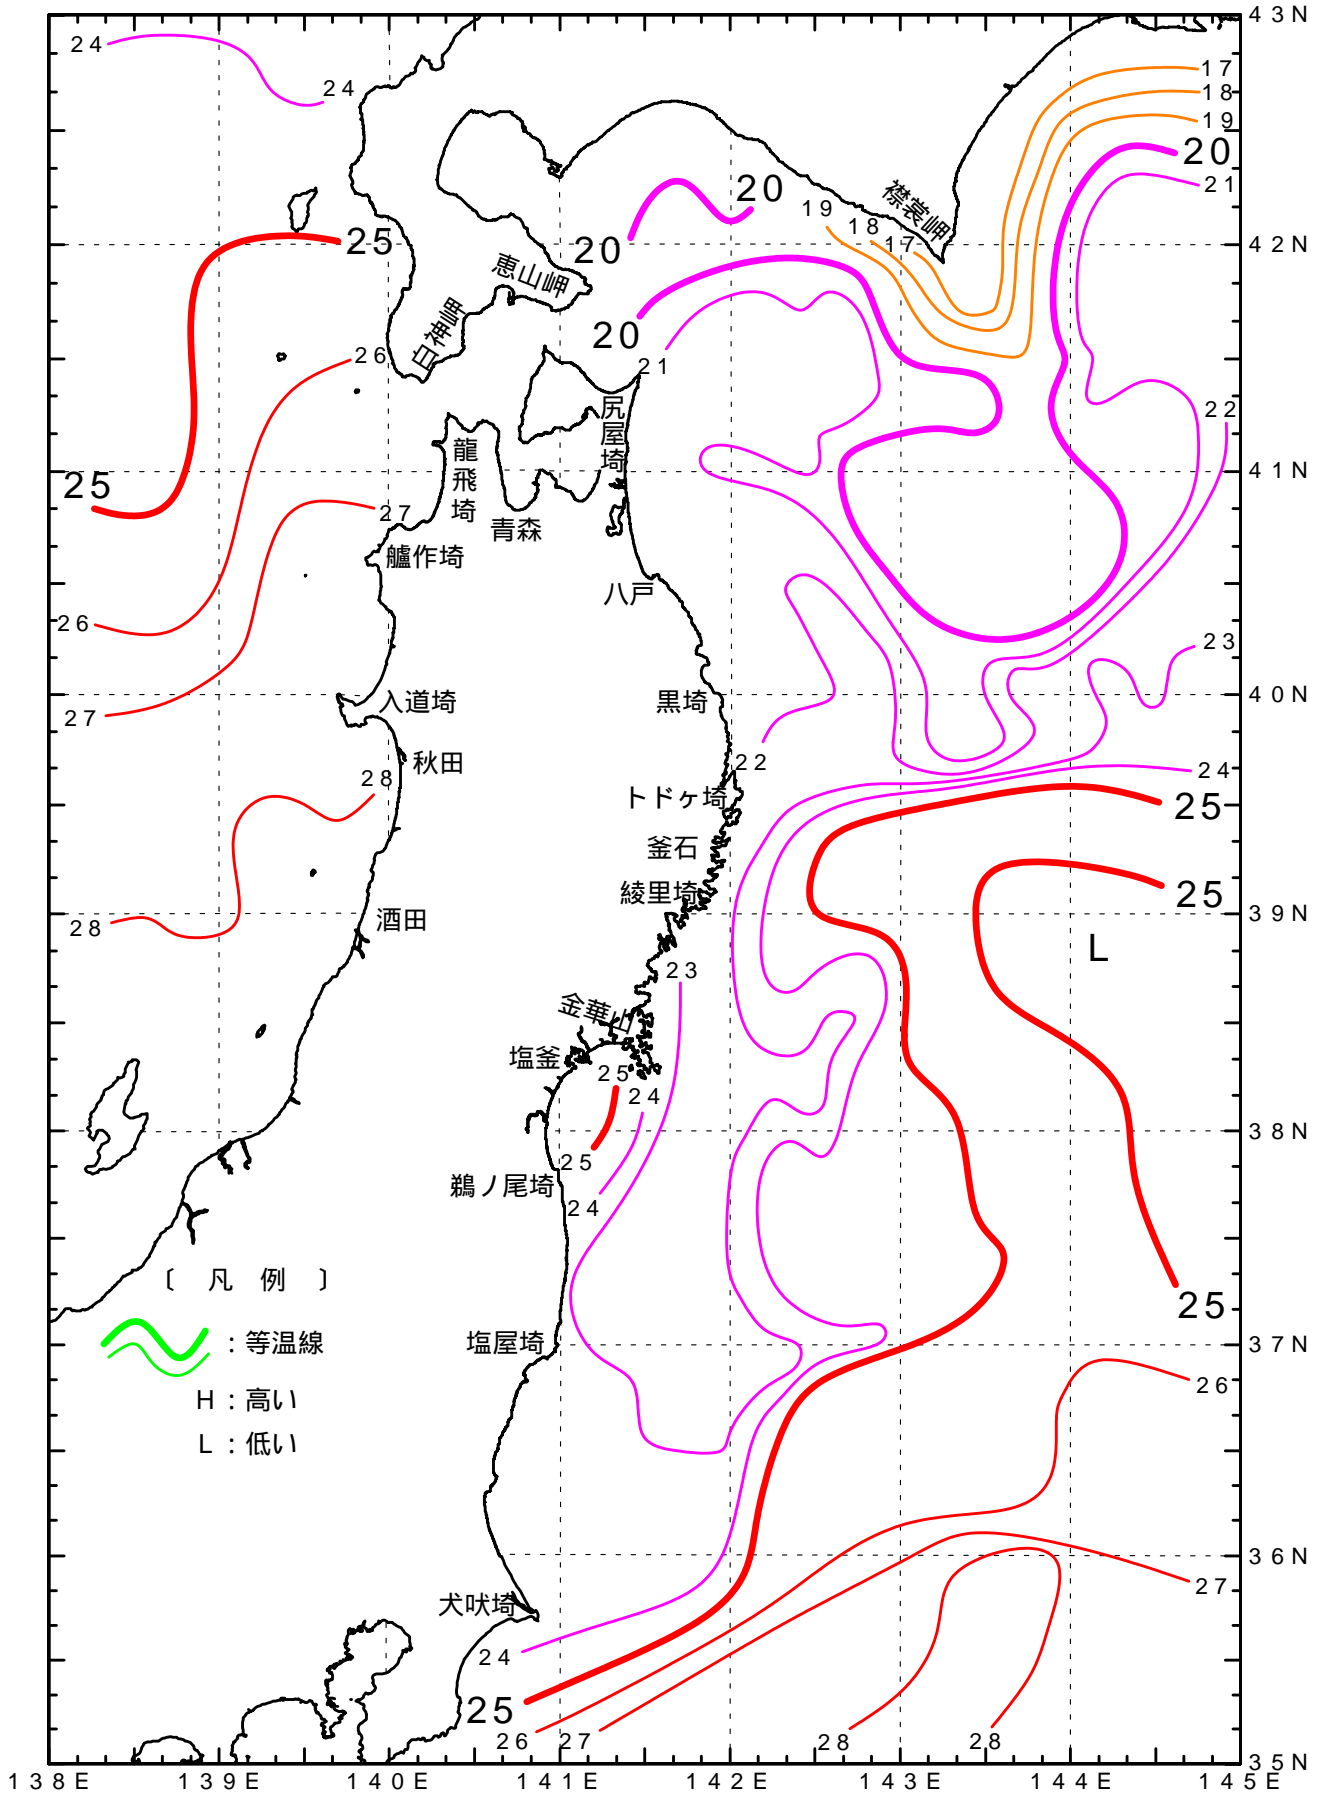 43N
24
24
17
18
19
20
21
20
19
18
17
襟裳岬
42N
25
20
恵山岬
白神岬
20
21
26
尻屋埼
22
龍飛埼
41N
25
27
青森
艫作埼
八戸
26
23
40N
入道埼
黒埼
27
秋田
22
24
28
トドヶ埼
25
釜石
綾里埼
25
39N
28
酒田
L
23
金華山
塩釜
25
24
38N
25
鵜ノ尾埼
24
〔 凡 例 〕
25
:等温線
塩屋埼
37N
26
H:高い
L:低い
36N
27
犬吠埼
24
25
26
27
28
28
35N
138E
139E
140E
141E
142E
143E
144E
145E